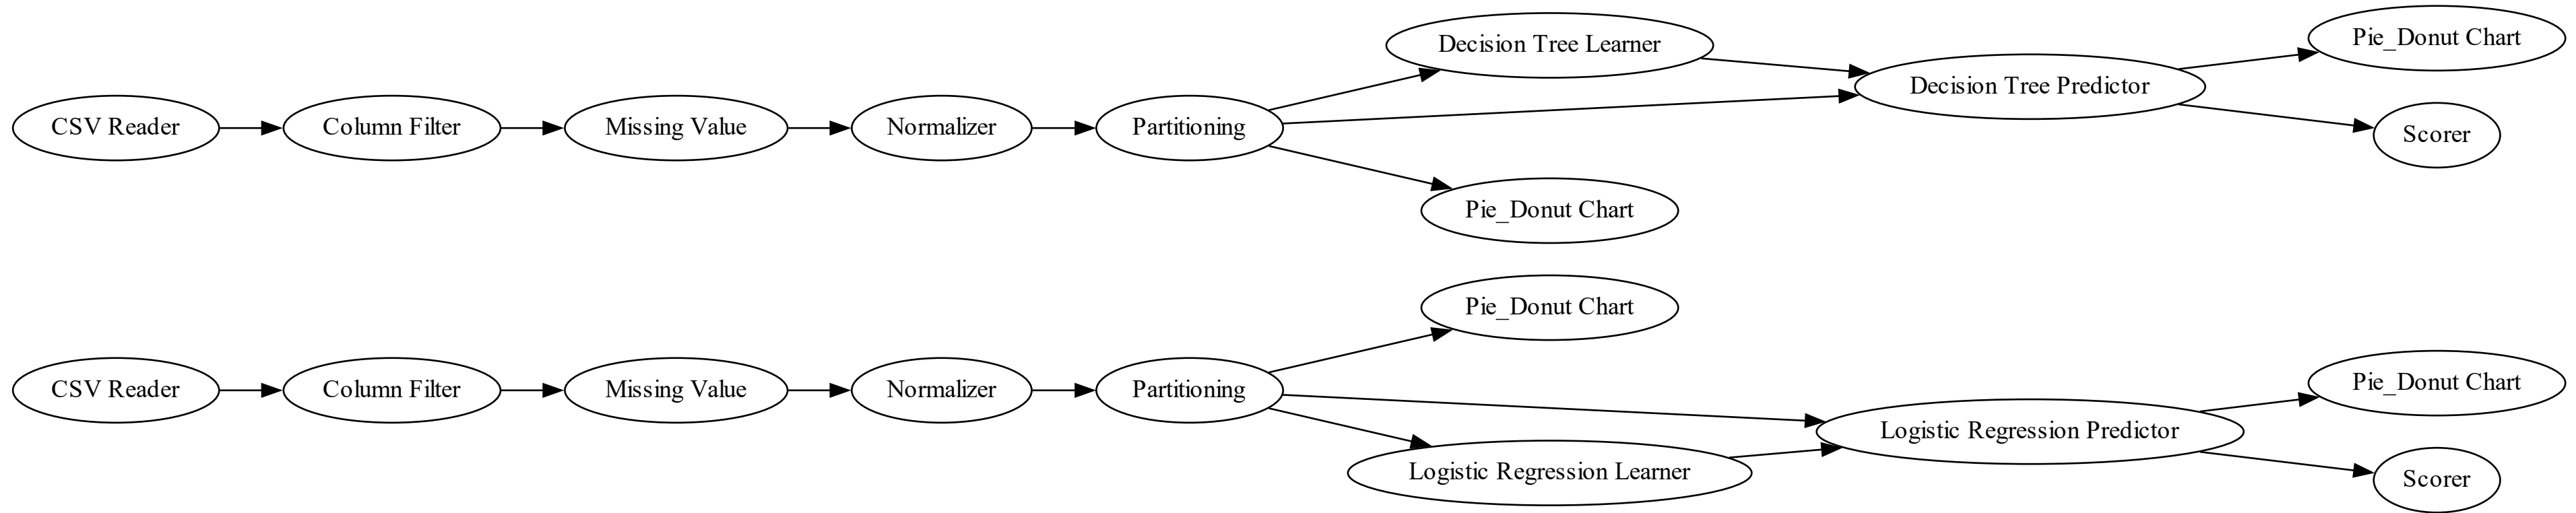 CSV Reader
Column Filter
Missing Value
Normalizer
Partitioning
Decision Tree Learner
Decision Tree Predictor
Pie_Donut Chart
Scorer
Pie_Donut Chart
CSV Reader
Column Filter
Missing Value
Normalizer
Partitioning
Pie_Donut Chart
Logistic Regression Learner
Logistic Regression Predictor
Pie_Donut Chart
Scorer